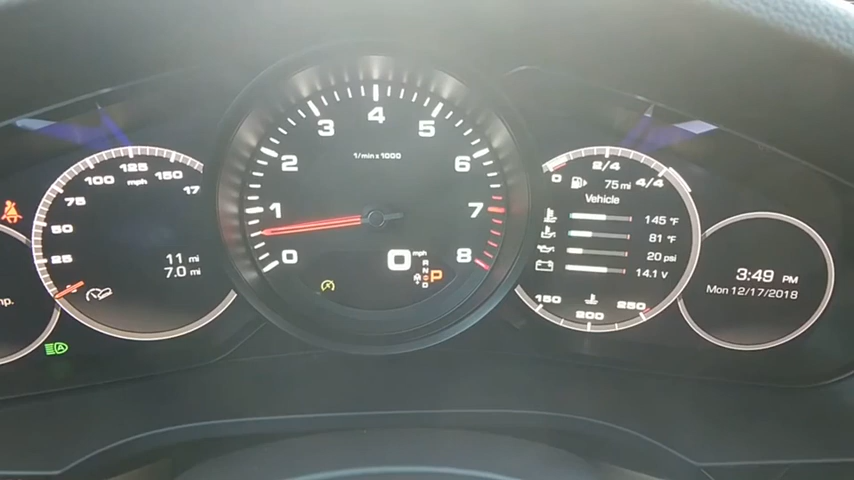 25
50
75
100
125
150
17
mph
11 mi
7.0 mi
mp.
A
0
1
2
3
4
5
6
7
8
1/min x 1000
0 mph
R
N
D
P
0
2/4
4/4
75 mi
Vehicle
145 °F
81 °F
20 psi
14.1 V
150
200
250
3:49 PM
Mon 12/17/2018